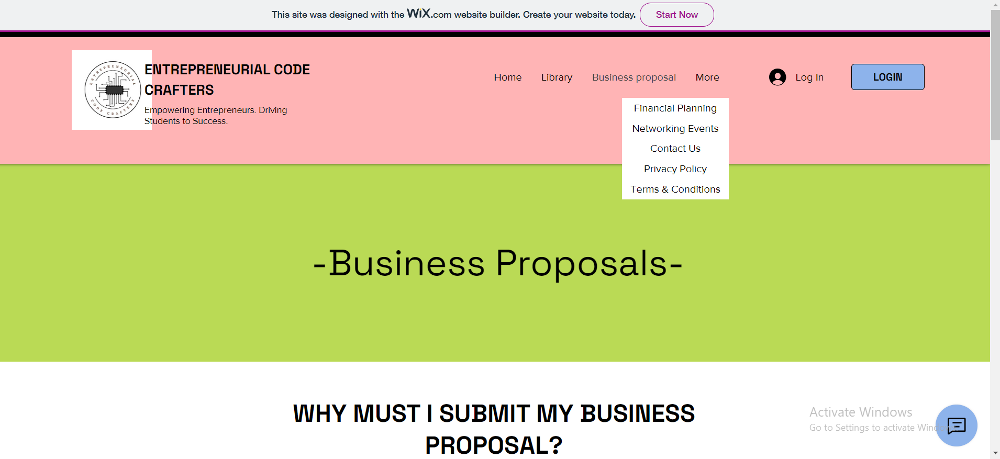 This site was designed with the WiX.com website builder. Create your website today.
Start Now
ENTREPRENEURIAL
CODE CRAFTERS
ENTREPRENEURIAL CODE
CRAFTERS
Empowering Entrepreneurs. Driving
Students to Success.
Home
Library
Business proposal
More
Log In
LOGIN
Financial Planning
Networking Events
Contact Us
Privacy Policy
Terms & Conditions
-Business Proposals-
WHY MUST I SUBMIT MY BUSINESS
PROPOSAL?
Activate Windows
Go to Settings to activate Windows.